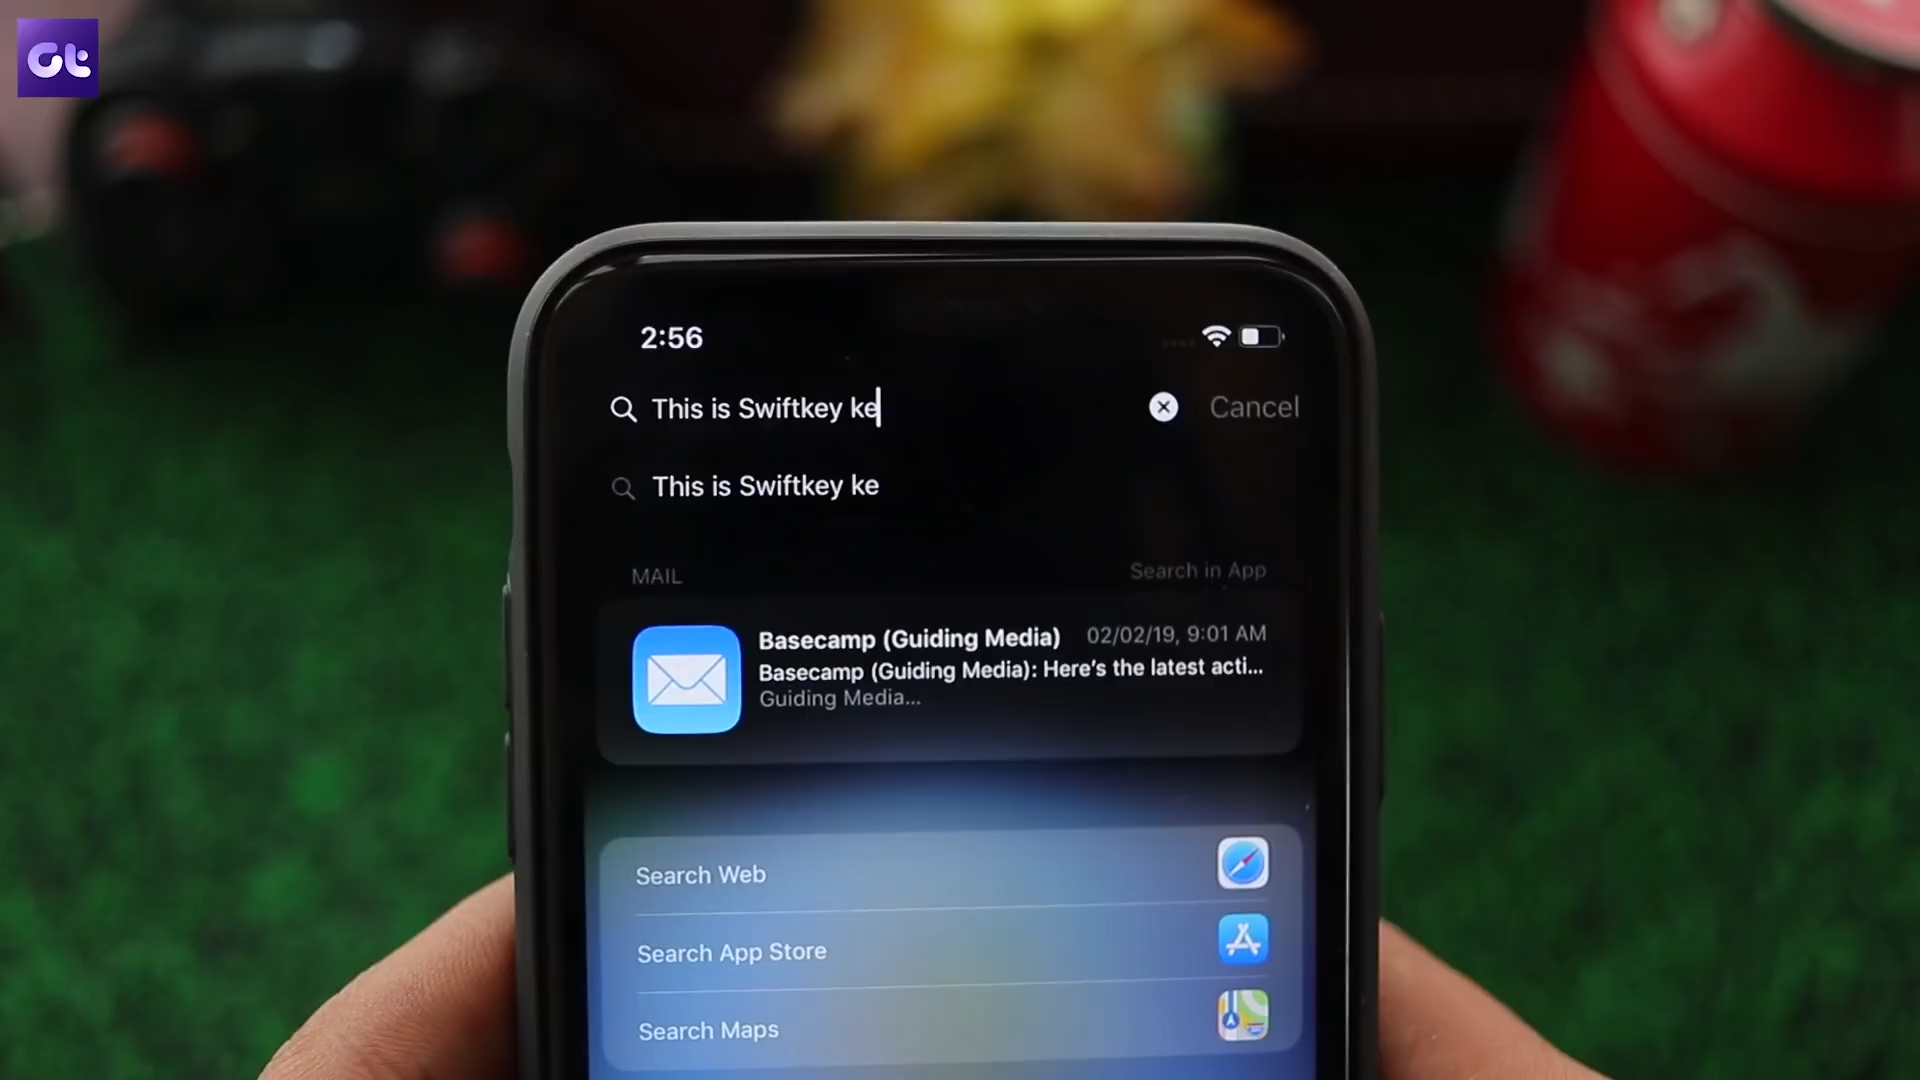 Gt
2:56
This is Swiftkey ke
Cancel
This is Swiftkey ke
MAIL
Search in App
Basecamp (Guiding Media) 02/02/19, 9:01 AM
Basecamp (Guiding Media): Here's the latest acti...
Guiding Media...
Search Web
Search App Store
Search Maps